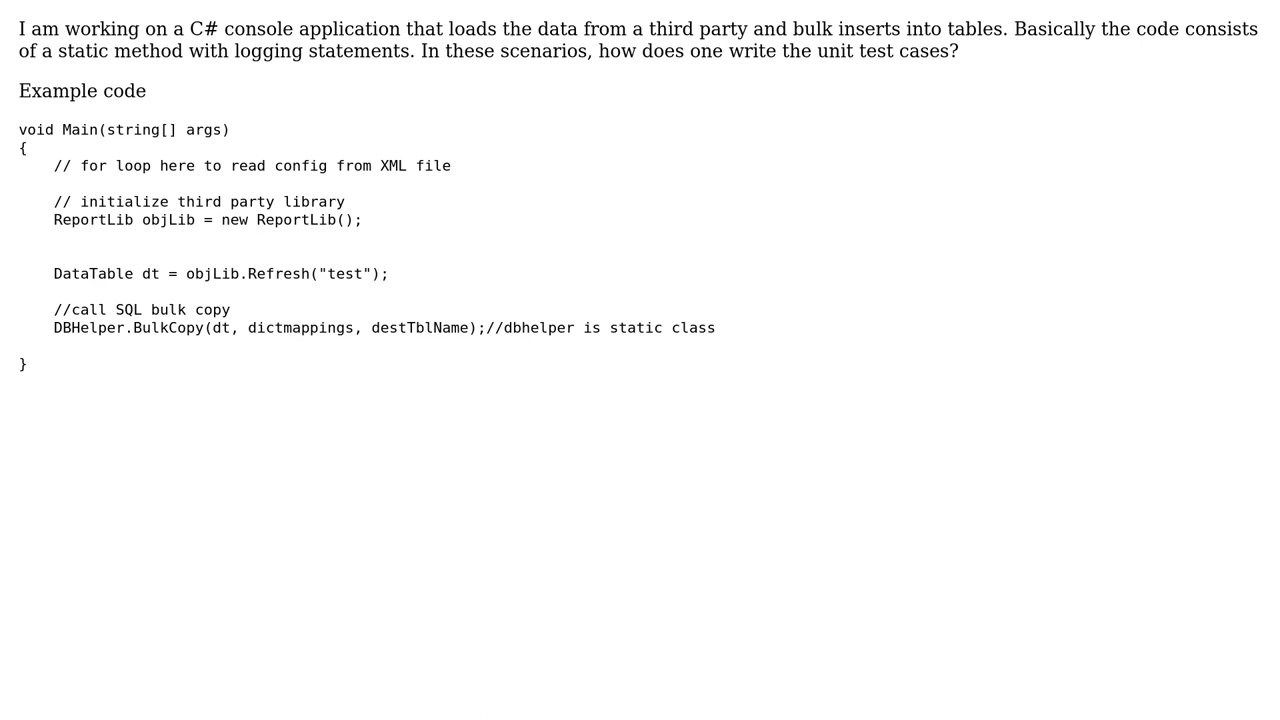 I am working on a C# console application that loads the data from a third party and bulk inserts into tables. Basically the code consists
of a static method with logging statements. In these scenarios, how does one write the unit test cases?
Example code
void Main(string[] args)
{
    // for loop here to read config from XML file
    // initialize third party library
    ReportLib objLib = new ReportLib();
    DataTable dt = objLib.Refresh("test");
    //call SQL bulk copy
    DBHelper.BulkCopy(dt, dictmappings, destTblName);//dbhelper is static class
}